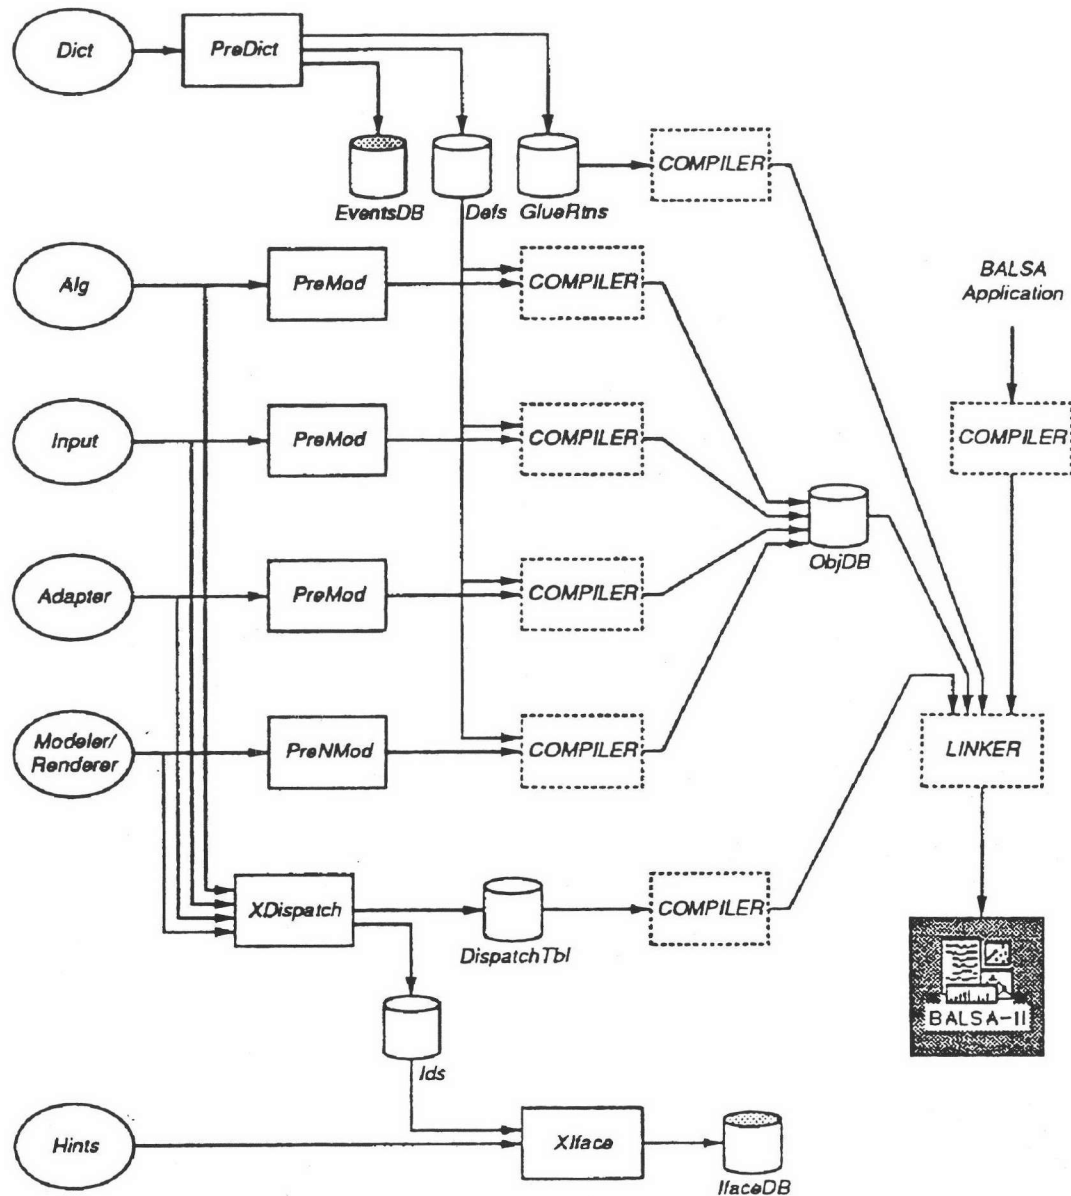 Dict
PreDict
EventsDB
Defs
GlueRtns
COMPILER
Alg
PreMod
COMPILER
BALSA
Application
Input
PreMod
COMPILER
COMPILER
ObjDB
Adapter
PreMod
COMPILER
Modeler/
Renderer
PreNMod
COMPILER
LINKER
XDispatch
DispatchTbl
COMPILER
BALSA-II
Ids
Hints
XIface
IfaceDB